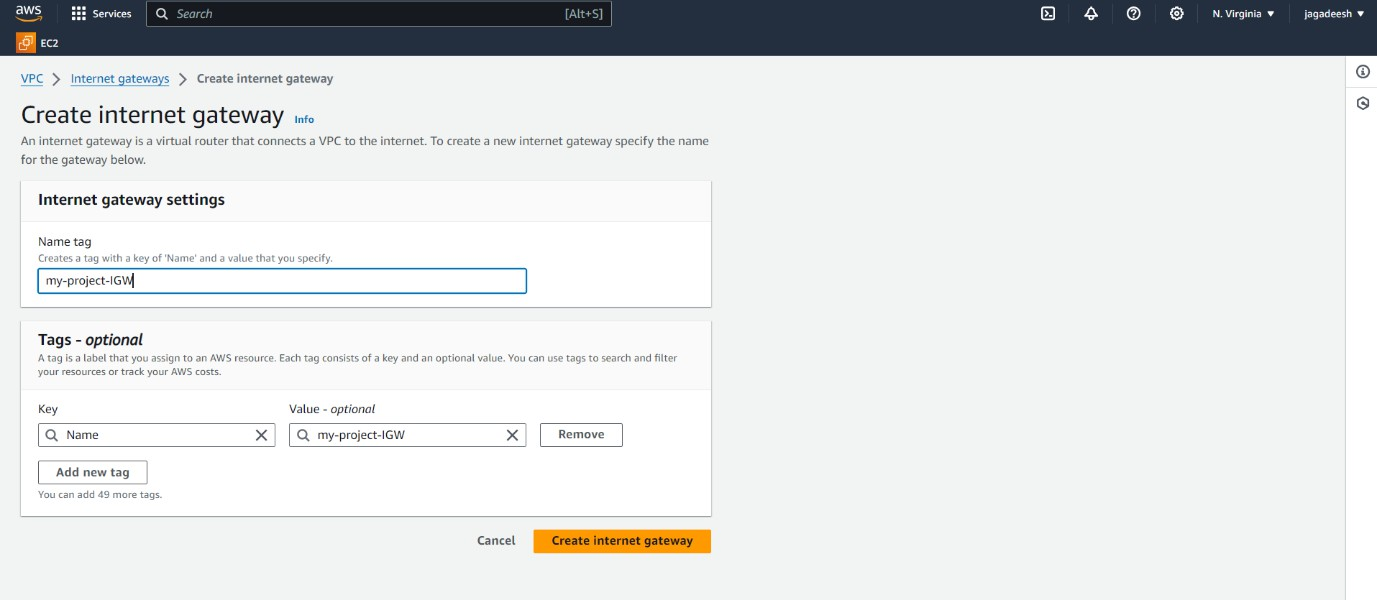 aws
Services
Search [Alt+S]
N. Virginia
jagadeesh
EC2
VPC Internet gateways Create internet gateway
Create internet gateway Info
An internet gateway is a virtual router that connects a VPC to the internet. To create a new internet gateway specify the name
for the gateway below.
Internet gateway settings
Name tag
Creates a tag with a key of 'Name' and a value that you specify.
my-project-IGW
Tags - optional
A tag is a label that you assign to an AWS resource. Each tag consists of a key and an optional value. You can use tags to search and filter
your resources or track your AWS costs.
Key Value - optional
Name my-project-IGW Remove
Add new tag
You can add 49 more tags.
Cancel Create internet gateway